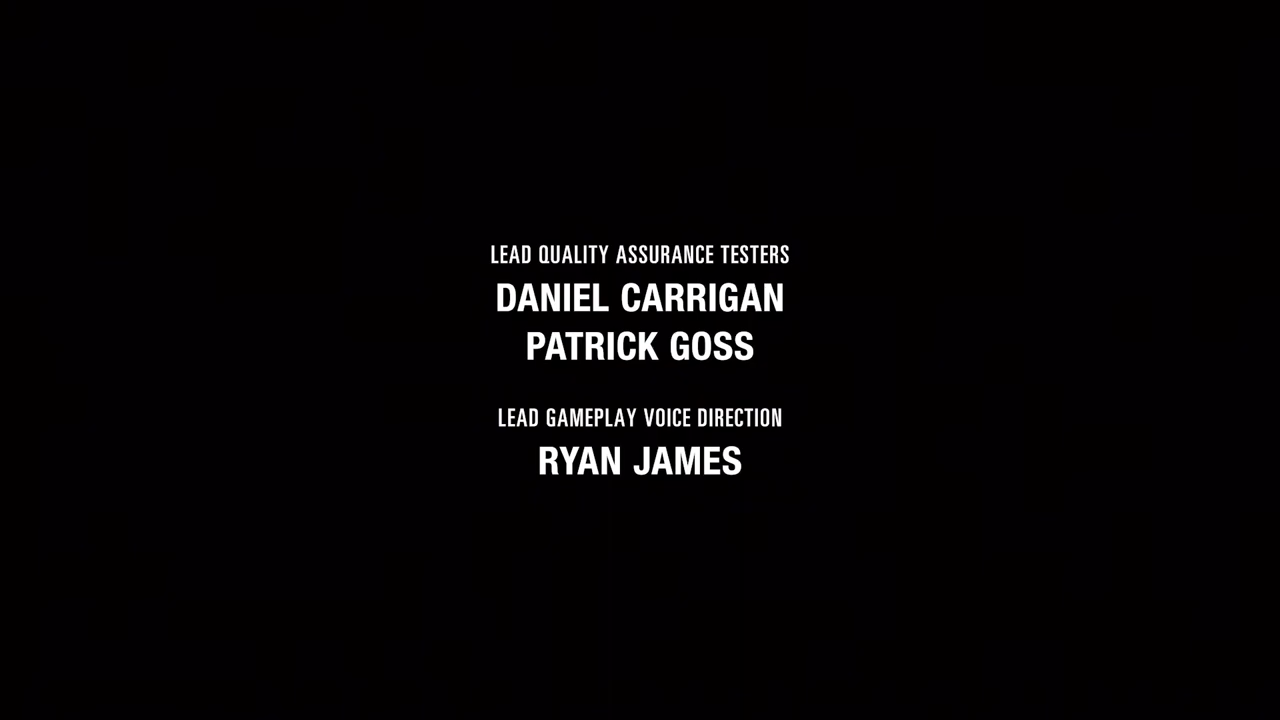 LEAD QUALITY ASSURANCE TESTERS
DANIEL CARRIGAN
PATRICK GOSS
LEAD GAMEPLAY VOICE DIRECTION
RYAN JAMES